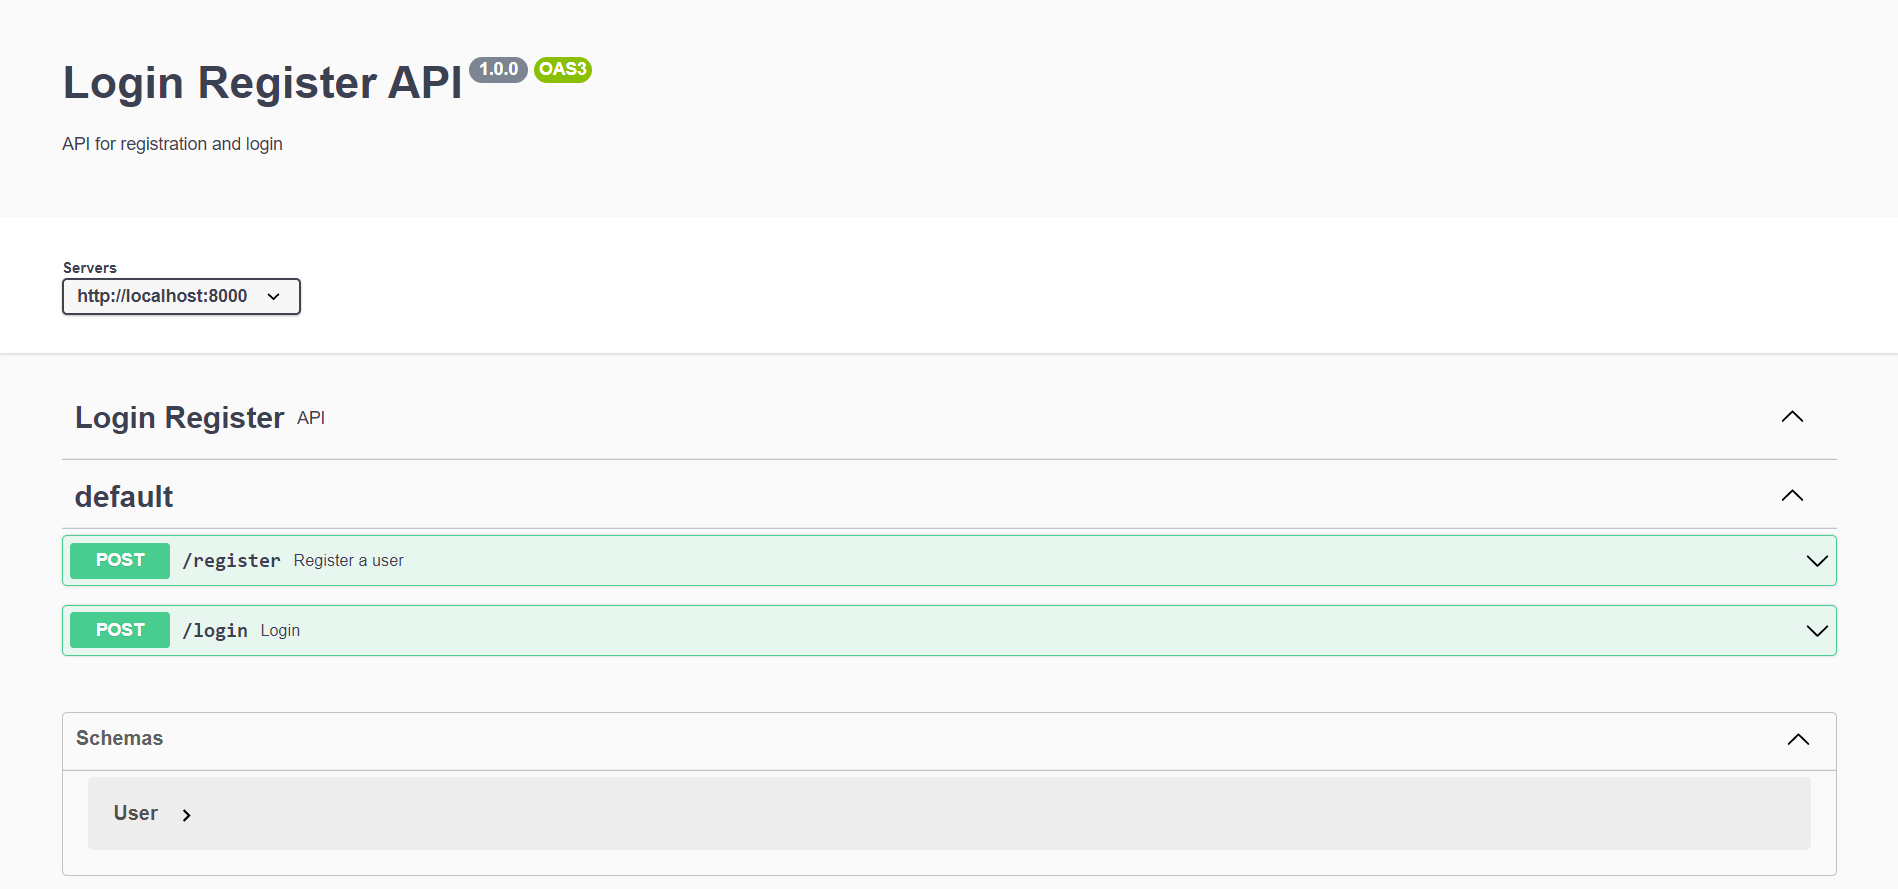 Login Register API 1.0.0 OAS3
API for registration and login
Servers
http://localhost:8000
Login Register API
default
POST /register Register a user
POST /login Login
Schemas
User